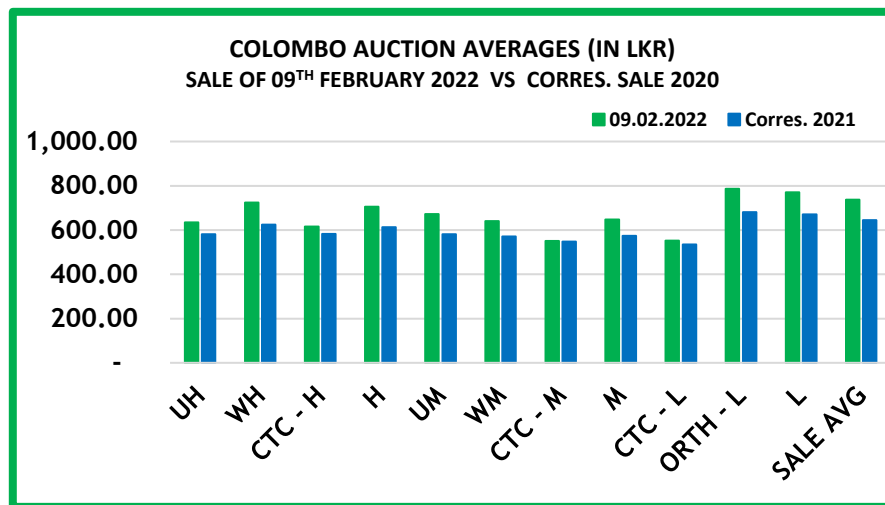 COLOMBO AUCTION AVERAGES (IN LKR)
SALE OF 09TH FEBRUARY 2022 VS CORRES. SALE 2020
09.02.2022 Corres. 2021
1,000.00
800.00
600.00
400.00
200.00
-
UH
WH
CTC - H
H
UM
WM
CTC - M
M
CTC - L
ORTH - L
L
SALE AVG